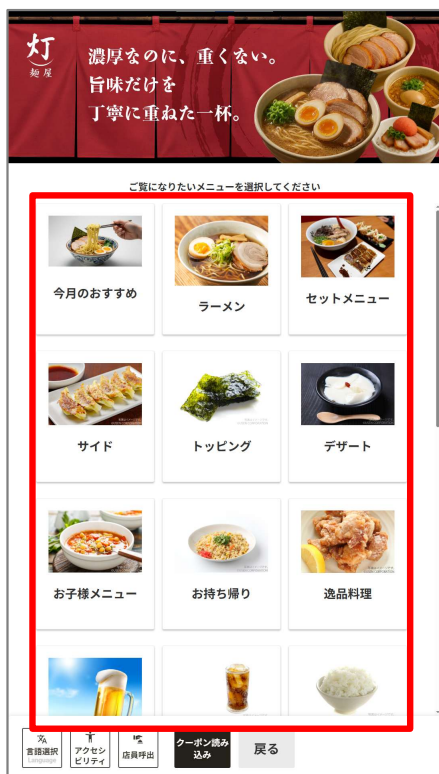 灯
麺屋
濃厚なのに、重くない。
旨味だけを
丁寧に重ねた一杯。
ご覧になりたいメニューを選択してください
今月のおすすめ
ラーメン
セットメニュー
サイド
トッピング
デザート
お子様メニュー
お持ち帰り
逸品料理
言語選択
Language
アクセシ
ビリティ
店員呼出
クーポン読み
込み
戻る